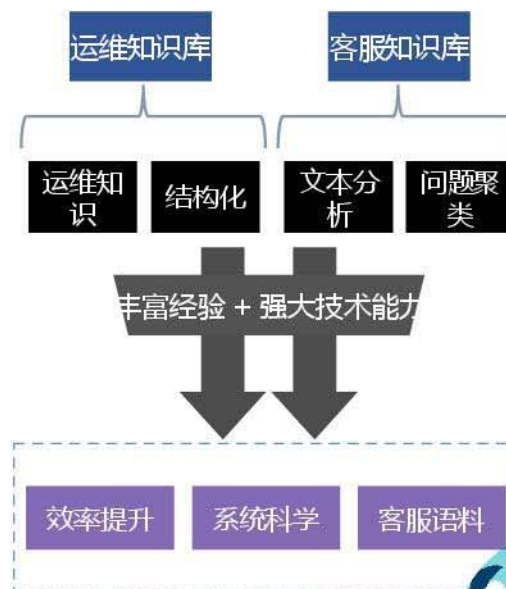 运维知识库
客服知识库
运维知
识
结构化
文本分
析
问题聚
类
丰富经验 + 强大技术能力
效率提升
系统科学
客服语料